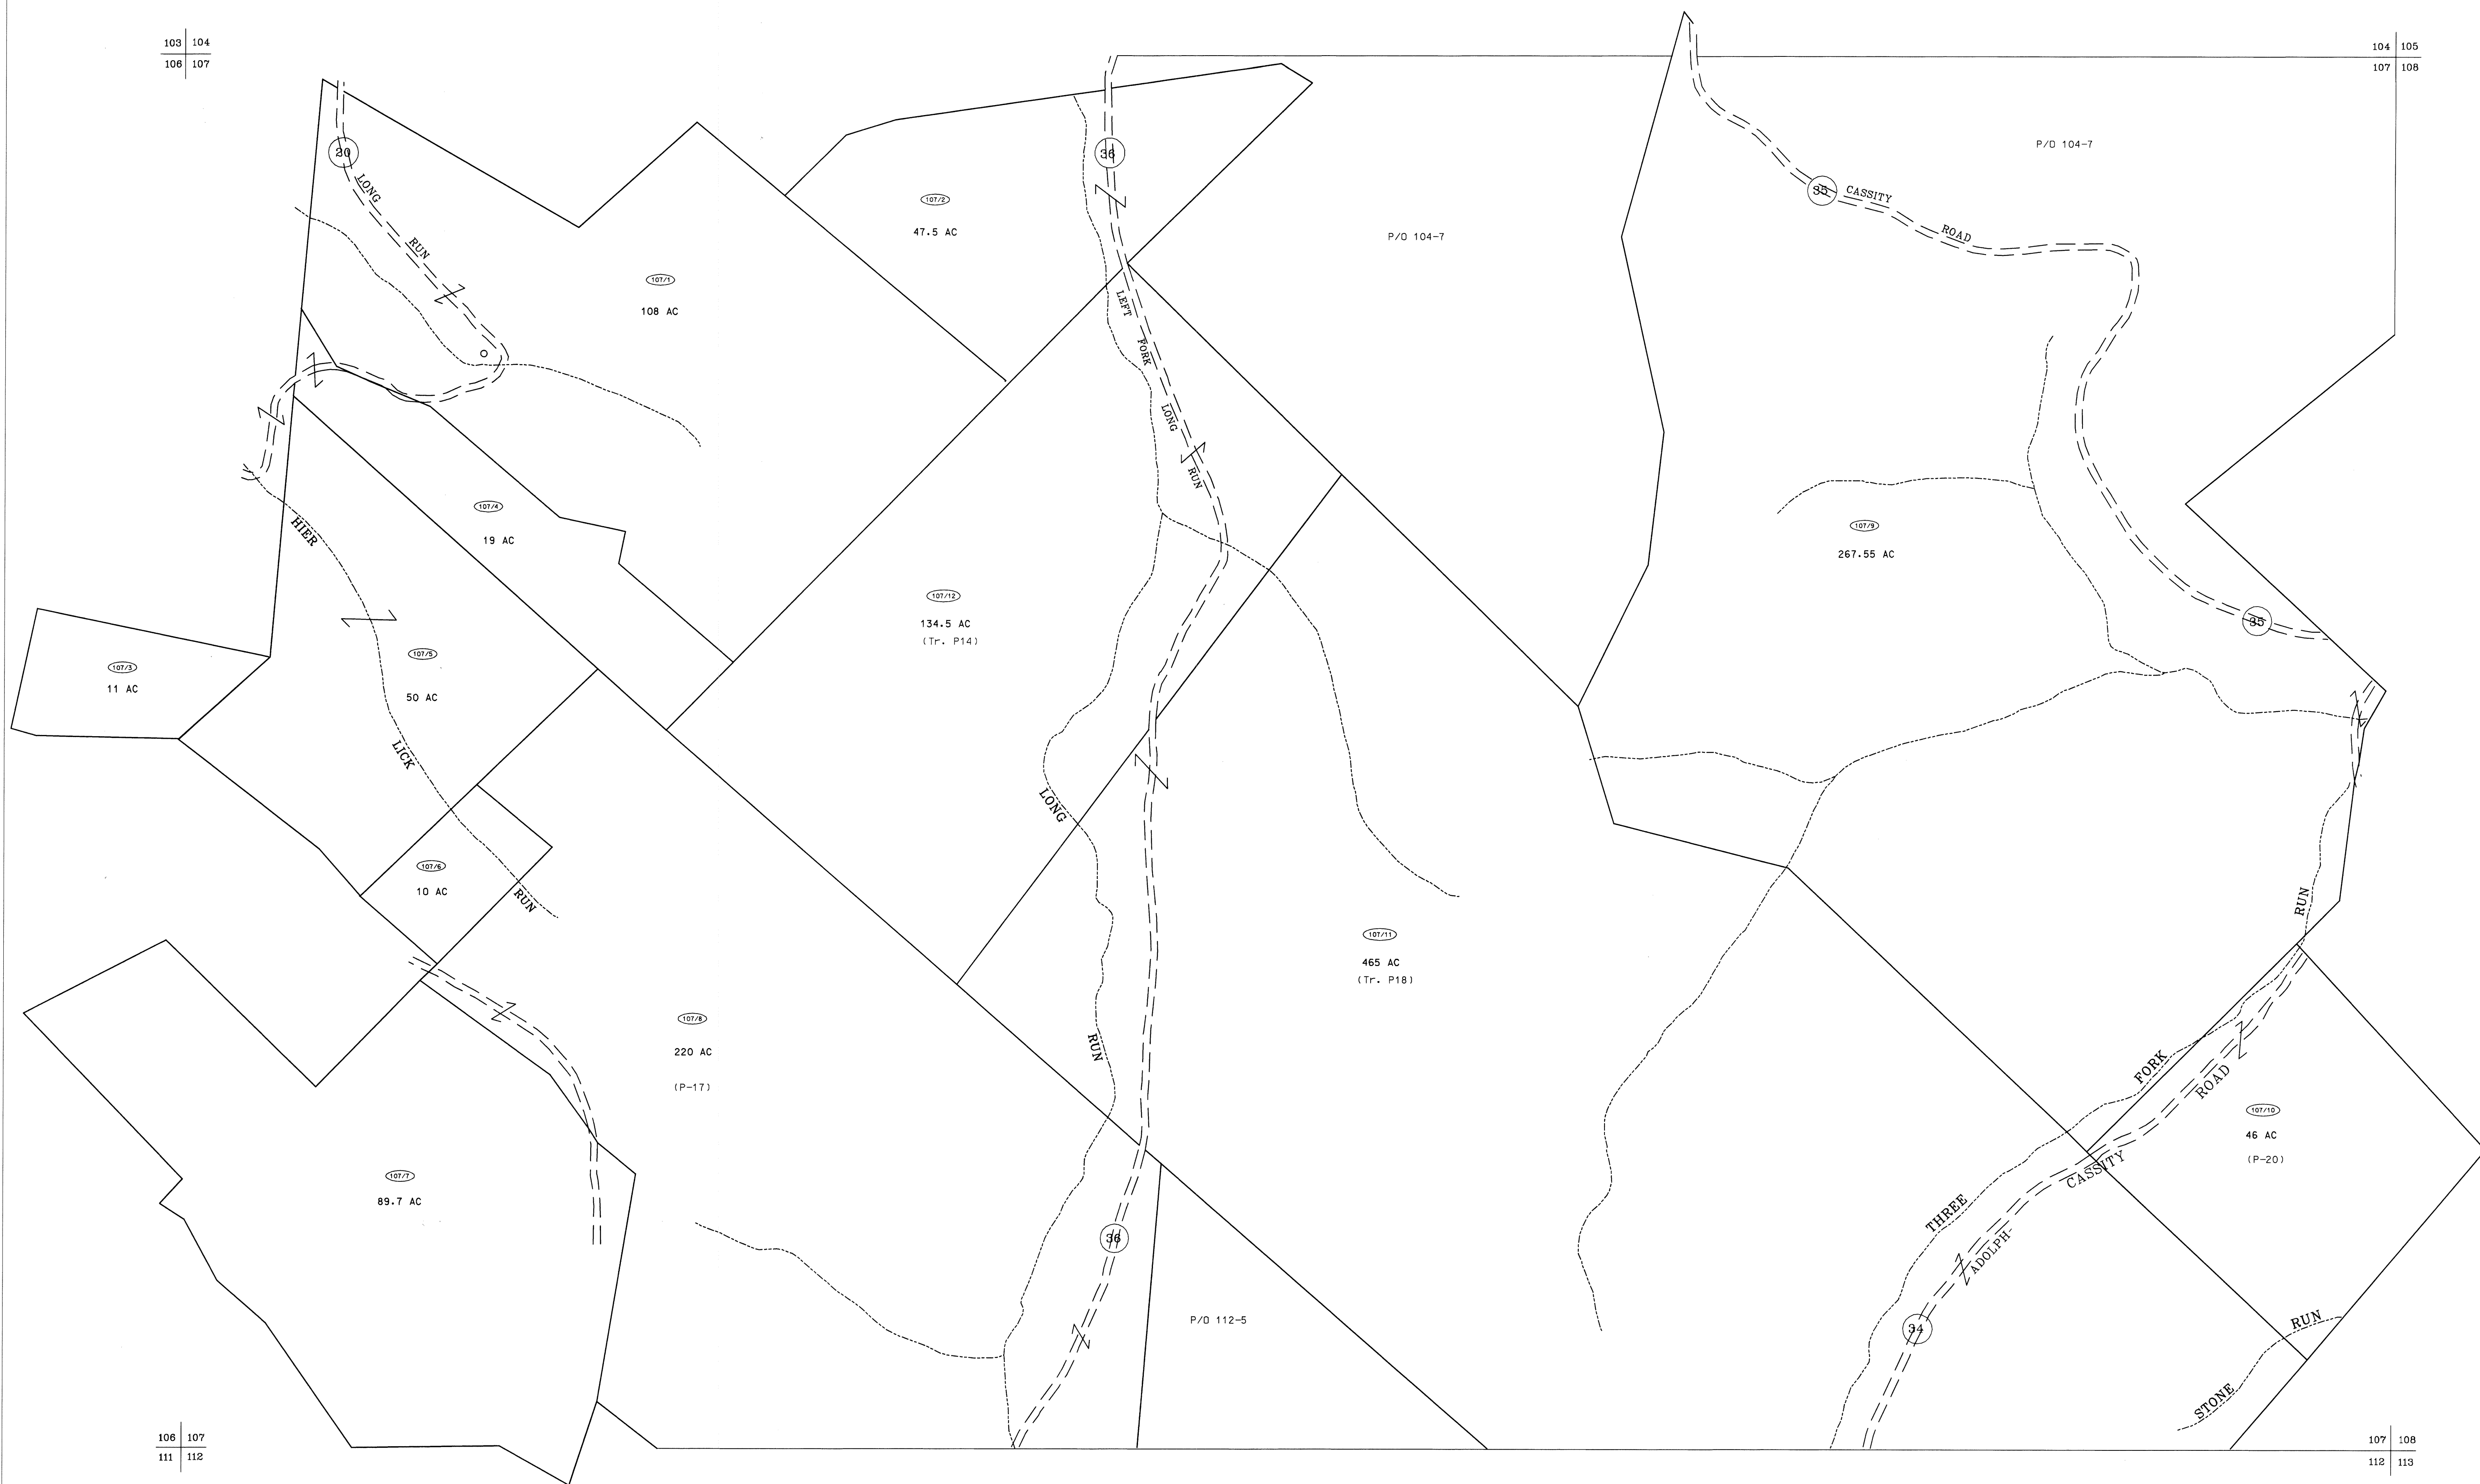 103 104
106 107
104 105
107 108
20
LONG
RUN
107/1
108 AC
107/2
47.5 AC
36
LEFT
FORK
LONG
RUN
P/O 104-7
35
CASSITY
ROAD
P/O 104-7
107/4
19 AC
HIER
LICK
RUN
107/3
11 AC
107/5
50 AC
107/6
10 AC
107/12
134.5 AC
(Tr. P14)
107/9
267.55 AC
35
LONG
RUN
107/11
465 AC
(Tr. P18)
107/8
220 AC
(P-17)
107/7
89.7 AC
36
P/O 112-5
THREE
FORK
RUN
34
ADOLPH-
CASSITY
ROAD
107/10
46 AC
(P-20)
STONE
RUN
106 107
111 112
107 108
112 113